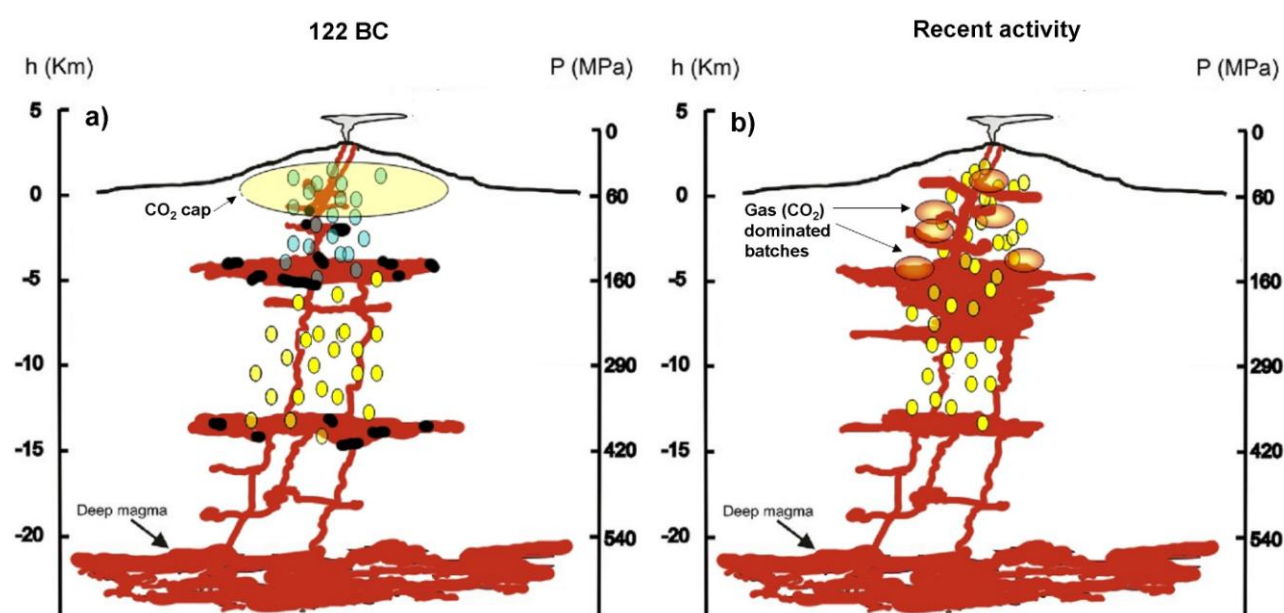 122 BC
h (Km)
P (MPa)
a)
5
0
-5
-10
-15
-20
0
60
160
290
420
540
CO₂ cap
Deep magma
Recent activity
h (Km)
P (MPa)
b)
5
0
-5
-10
-15
-20
0
60
160
290
420
540
Gas (CO₂)
dominated
batches
Deep magma